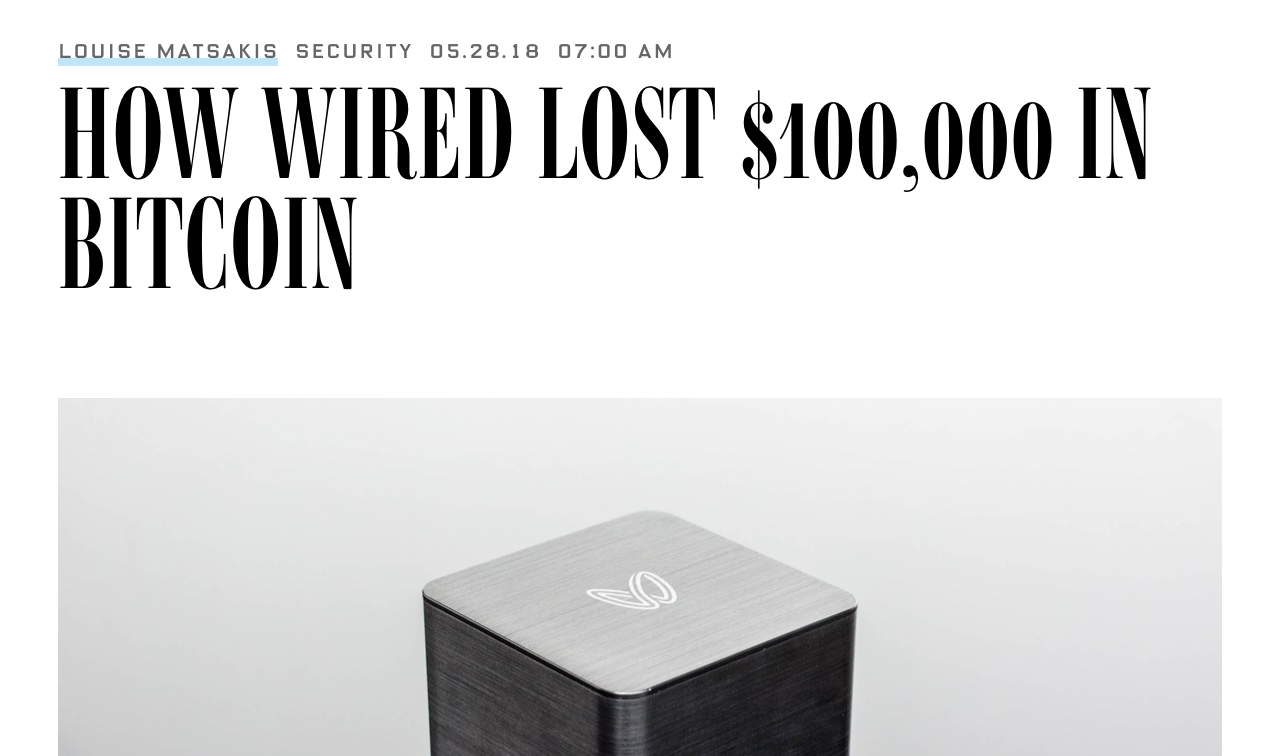 LOUISE MATSAKIS SECURITY 05.28.18 07:00 AM
HOW WIRED LOST $100,000 IN
BITCOIN